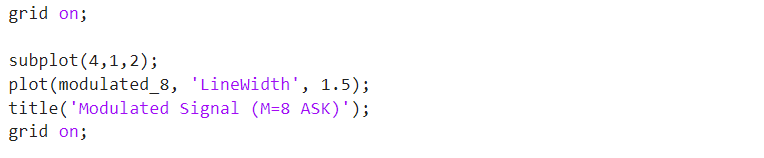 grid on;
subplot(4,1,2);
plot(modulated_8, 'LineWidth', 1.5);
title('Modulated Signal (M=8 ASK)');
grid on;